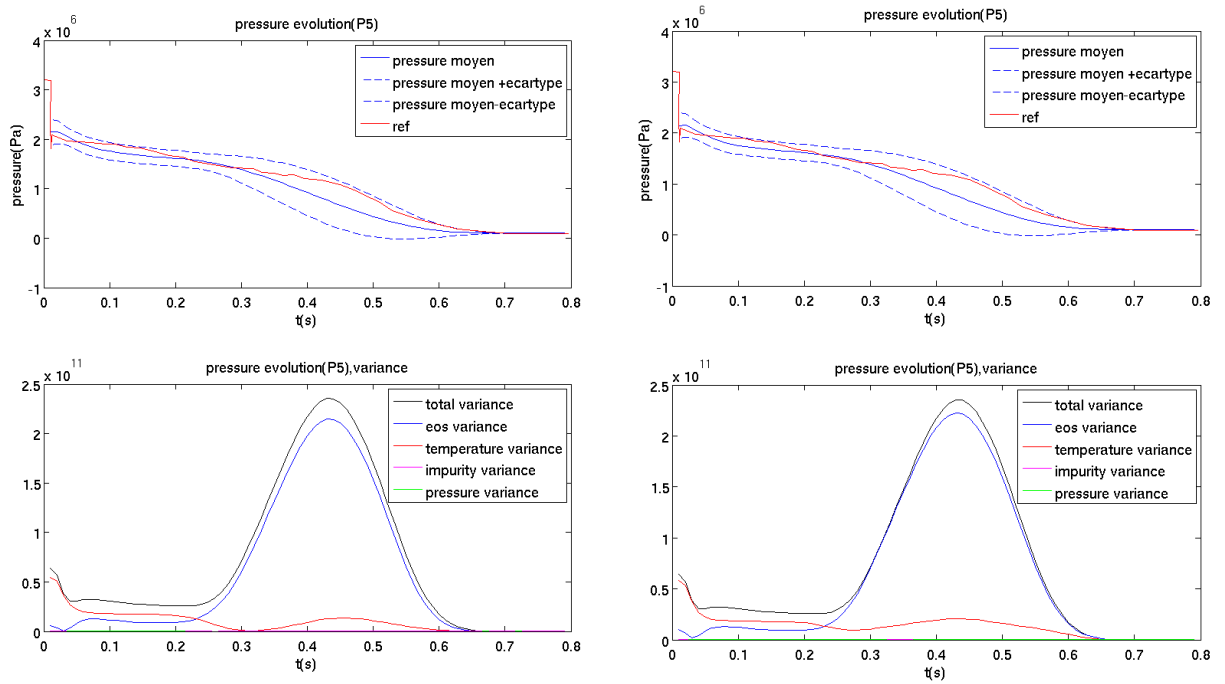 pressure evolution(P5)
x 10^6
4
3
2
1
0
-1
pressure(Pa)
pressure moyen
pressure moyen +ecartype
pressure moyen-ecartype
ref
0 0.1 0.2 0.3 0.4 0.5 0.6 0.7 0.8
t(s)
pressure evolution(P5)
x 10^6
4
3
2
1
0
-1
pressure(Pa)
pressure moyen
pressure moyen +ecartype
pressure moyen-ecartype
ref
0 0.1 0.2 0.3 0.4 0.5 0.6 0.7 0.8
t(s)
pressure evolution(P5),variance
x 10^11
2.5
2
1.5
1
0.5
0
total variance
eos variance
temperature variance
impurity variance
pressure variance
0 0.1 0.2 0.3 0.4 0.5 0.6 0.7 0.8
t(s)
pressure evolution(P5),variance
x 10^11
2.5
2
1.5
1
0.5
0
total variance
eos variance
temperature variance
impurity variance
pressure variance
0 0.1 0.2 0.3 0.4 0.5 0.6 0.7 0.8
t(s)